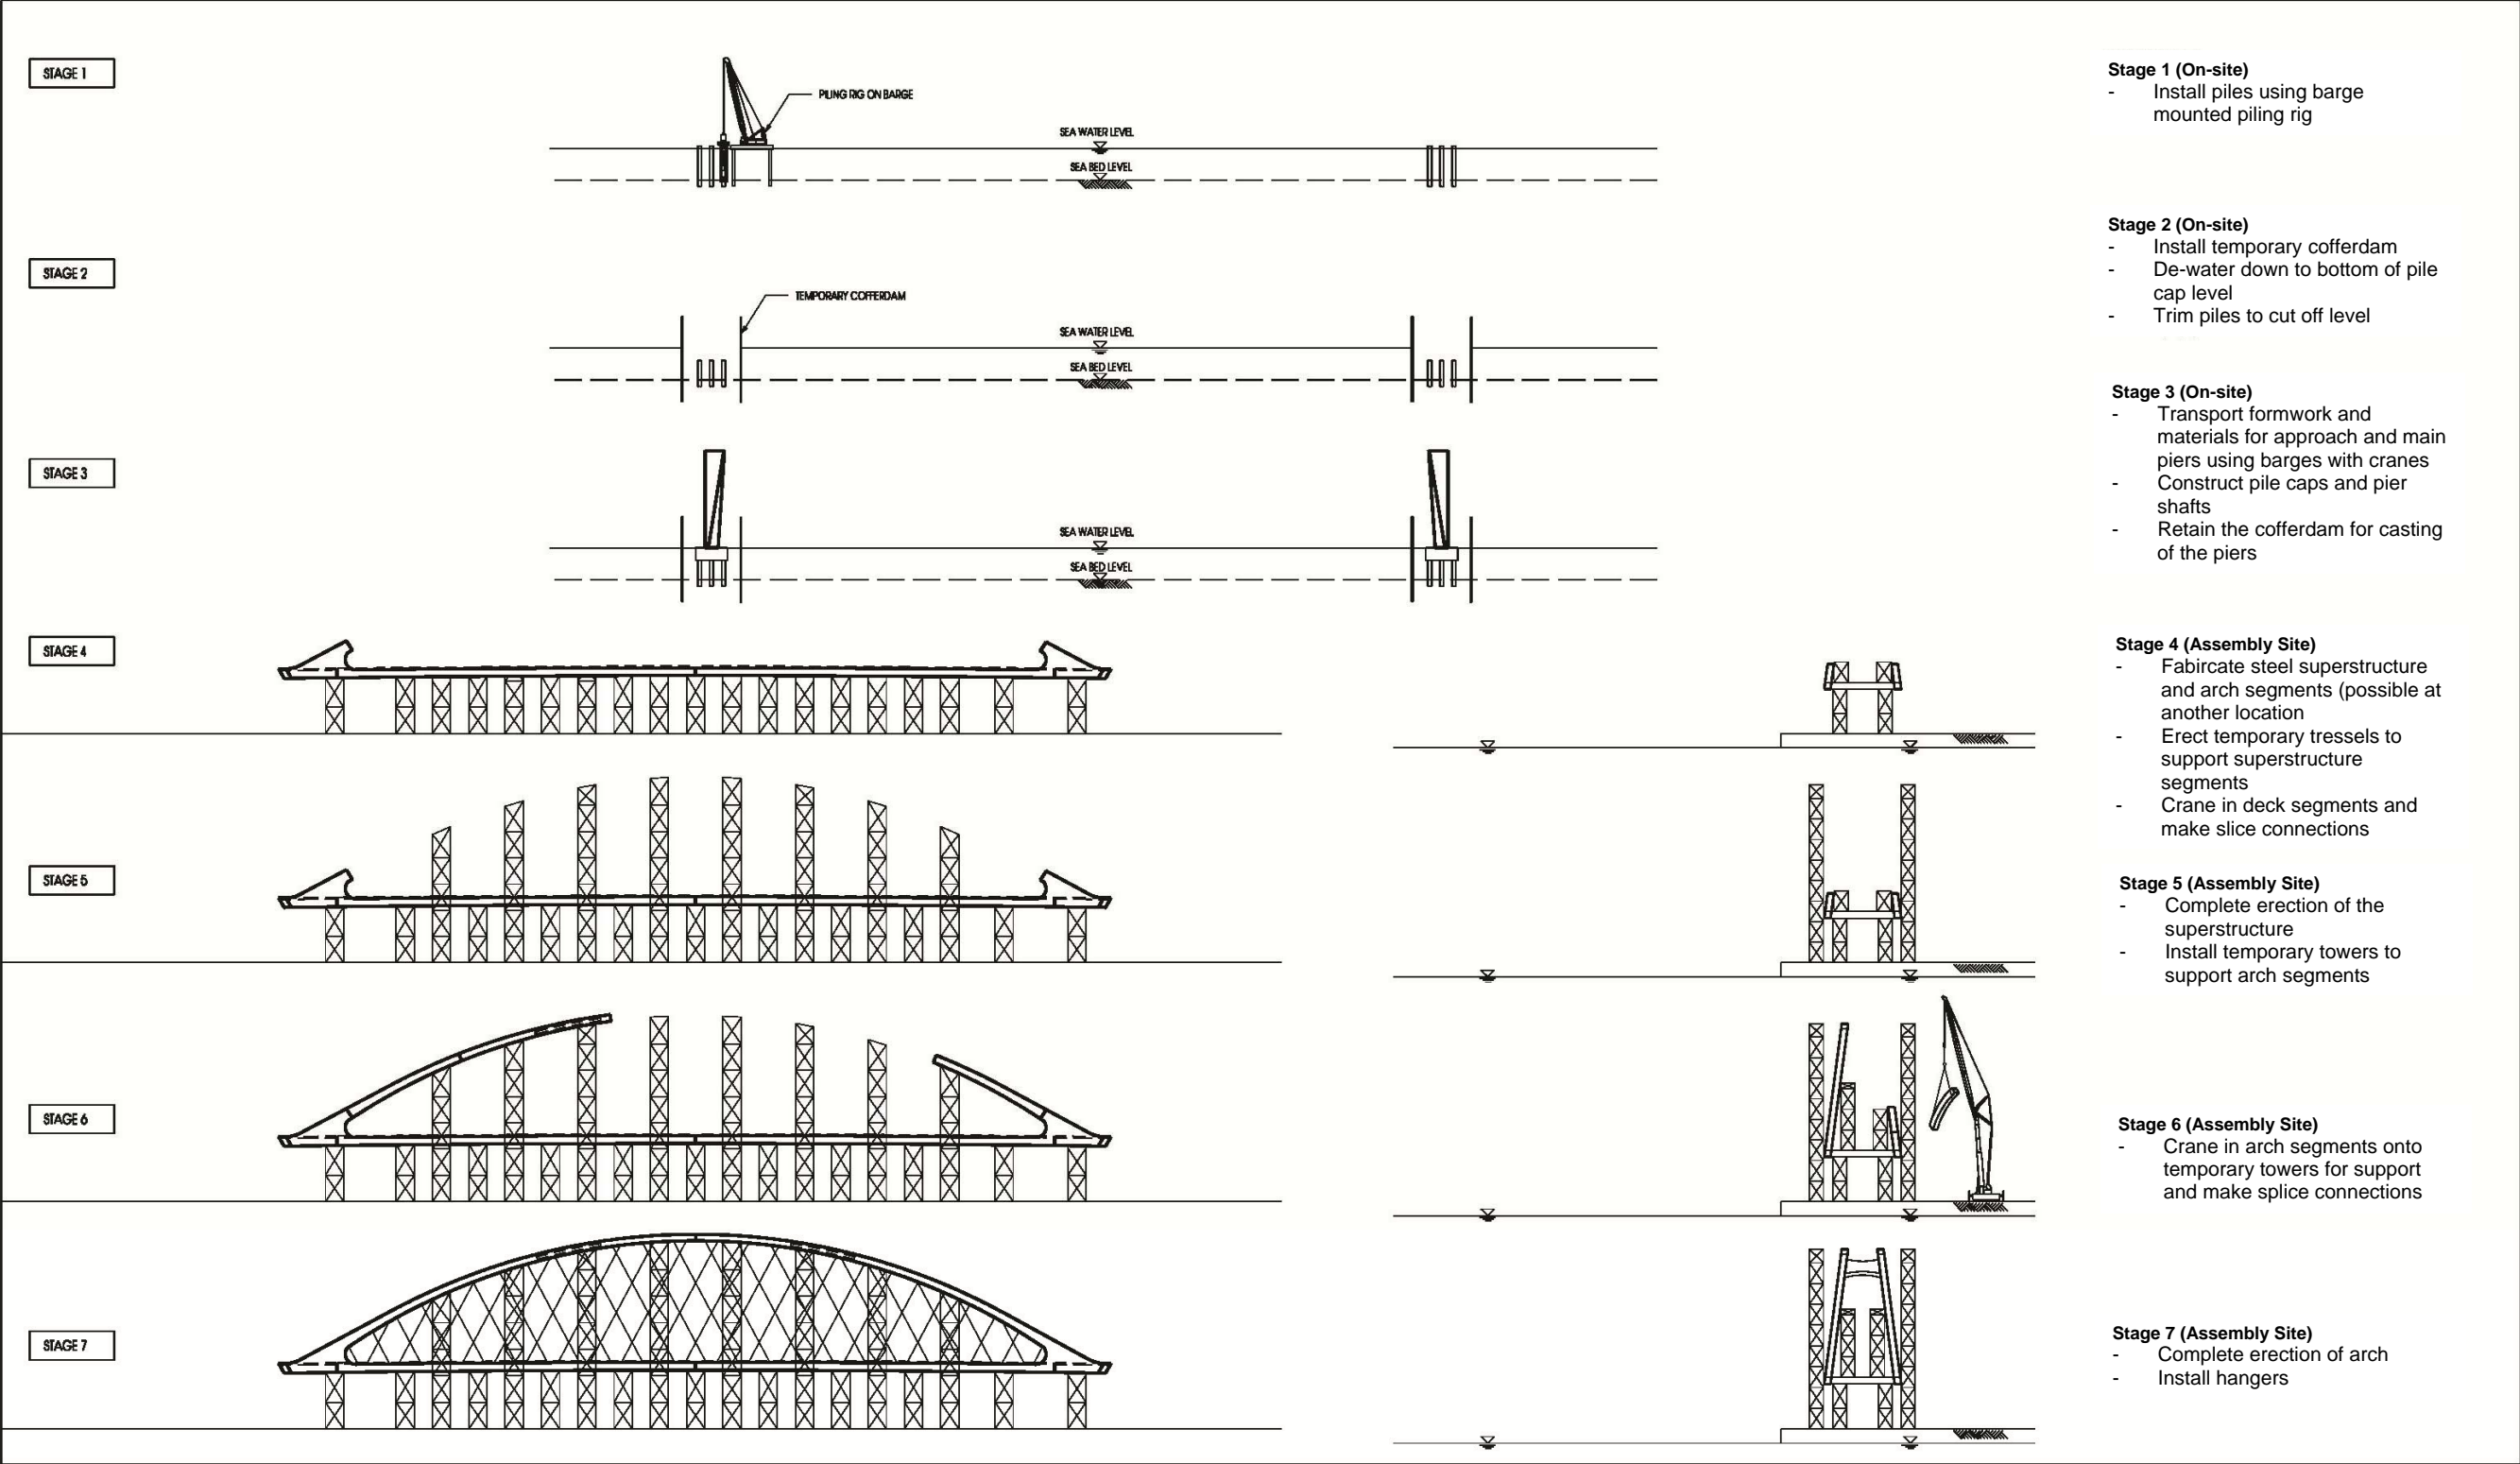 STAGE 1
PILING RIG ON BARGE
SEA WATER LEVEL
SEA BED LEVEL
Stage 1 (On-site)
- Install piles using barge
mounted piling rig
STAGE 2
TEMPORARY COFFERDAM
SEA WATER LEVEL
SEA BED LEVEL
Stage 2 (On-site)
- Install temporary cofferdam
- De-water down to bottom of pile
cap level
- Trim piles to cut off level
STAGE 3
SEA WATER LEVEL
SEA BED LEVEL
Stage 3 (On-site)
- Transport formwork and
materials for approach and main
piers using barges with cranes
- Construct pile caps and pier
shafts
- Retain the cofferdam for casting
of the piers
STAGE 4
Stage 4 (Assembly Site)
- Fabircate steel superstructure
and arch segments (possible at
another location
- Erect temporary tressels to
support superstructure
segments
- Crane in deck segments and
make slice connections
STAGE 5
Stage 5 (Assembly Site)
- Complete erection of the
superstructure
- Install temporary towers to
support arch segments
STAGE 6
Stage 6 (Assembly Site)
- Crane in arch segments onto
temporary towers for support
and make splice connections
STAGE 7
Stage 7 (Assembly Site)
- Complete erection of arch
- Install hangers